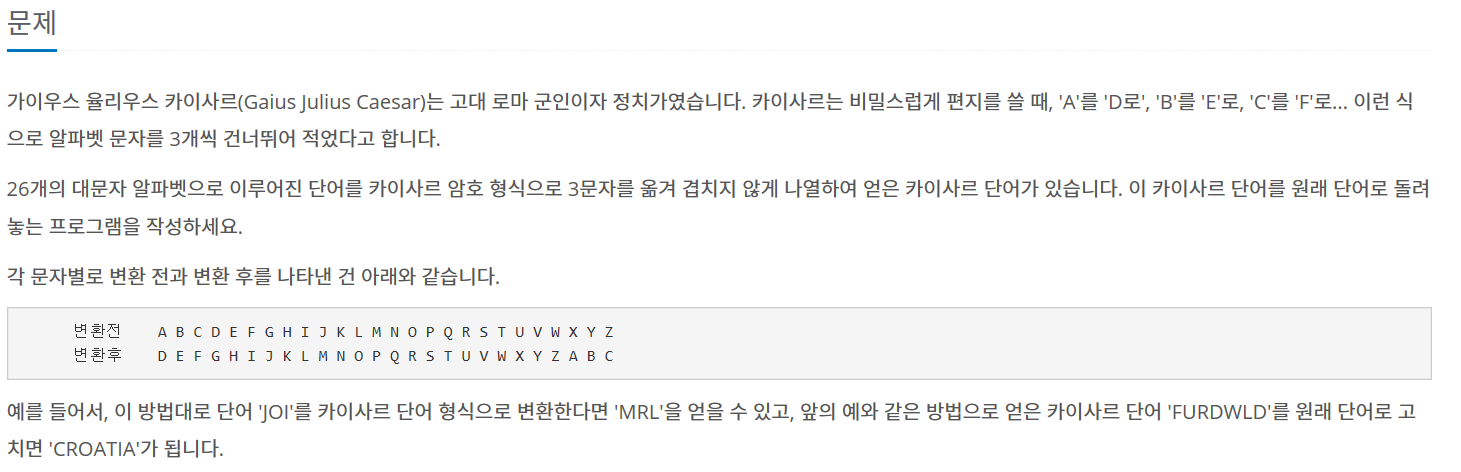 문제
가이우스 율리우스 카이사르(Gaius Julius Caesar)는 고대 로마 군인이자 정치가였습니다. 카이사르는 비밀스럽게 편지를 쓸 때, 'A'를 'D로', 'B'를 'E'로, 'C'를 'F'로... 이런 식
으로 알파벳 문자를 3개씩 건너뛰어 적었다고 합니다.
26개의 대문자 알파벳으로 이루어진 단어를 카이사르 암호 형식으로 3문자를 옮겨 겹치지 않게 나열하여 얻은 카이사르 단어가 있습니다. 이 카이사르 단어를 원래 단어로 돌려
놓는 프로그램을 작성하세요.
각 문자별로 변환 전과 변환 후를 나타낸 건 아래와 같습니다.
변환전 A B C D E F G H I J K L M N O P Q R S T U V W X Y Z
변환후 D E F G H I J K L M N O P Q R S T U V W X Y Z A B C
예를 들어서, 이 방법대로 단어 'JOI'를 카이사르 단어 형식으로 변환한다면 'MRL'을 얻을 수 있고, 앞의 예와 같은 방법으로 얻은 카이사르 단어 'FURDWLD'를 원래 단어로 고
치면 'CROATIA'가 됩니다.